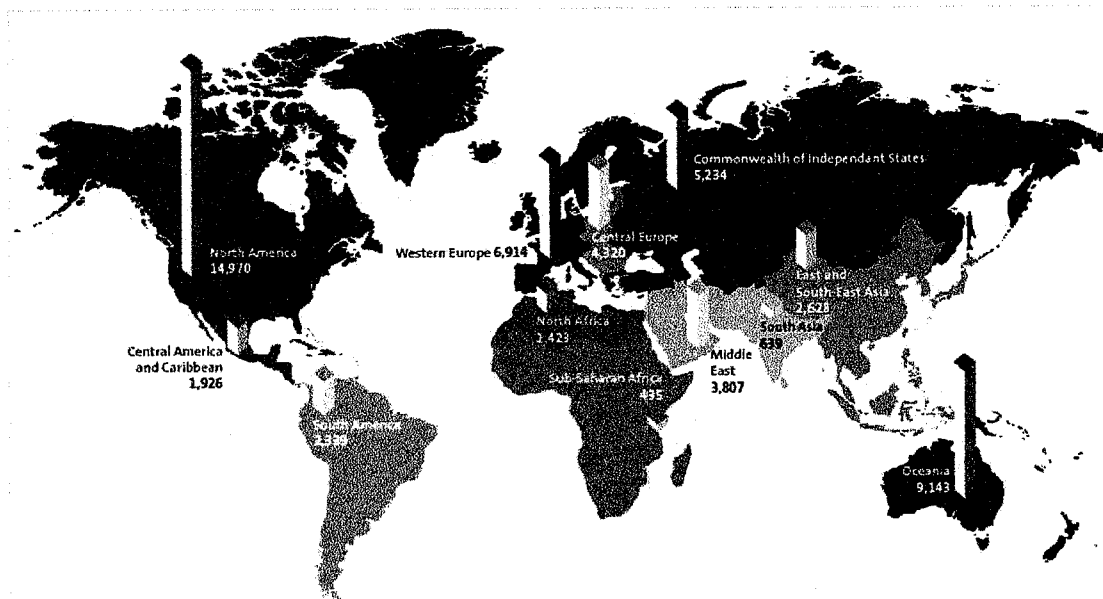 Commonwealth of Independant States
5,234
North America
14,970
Western Europe 6,914
Central Europe
4,320
East and
South-East Asia
North Africa
South Asia
639
Central America
and Caribbean
1,926
Middle
East
3,807
Sub-Saharan Africa
South America
Oceania
9,143